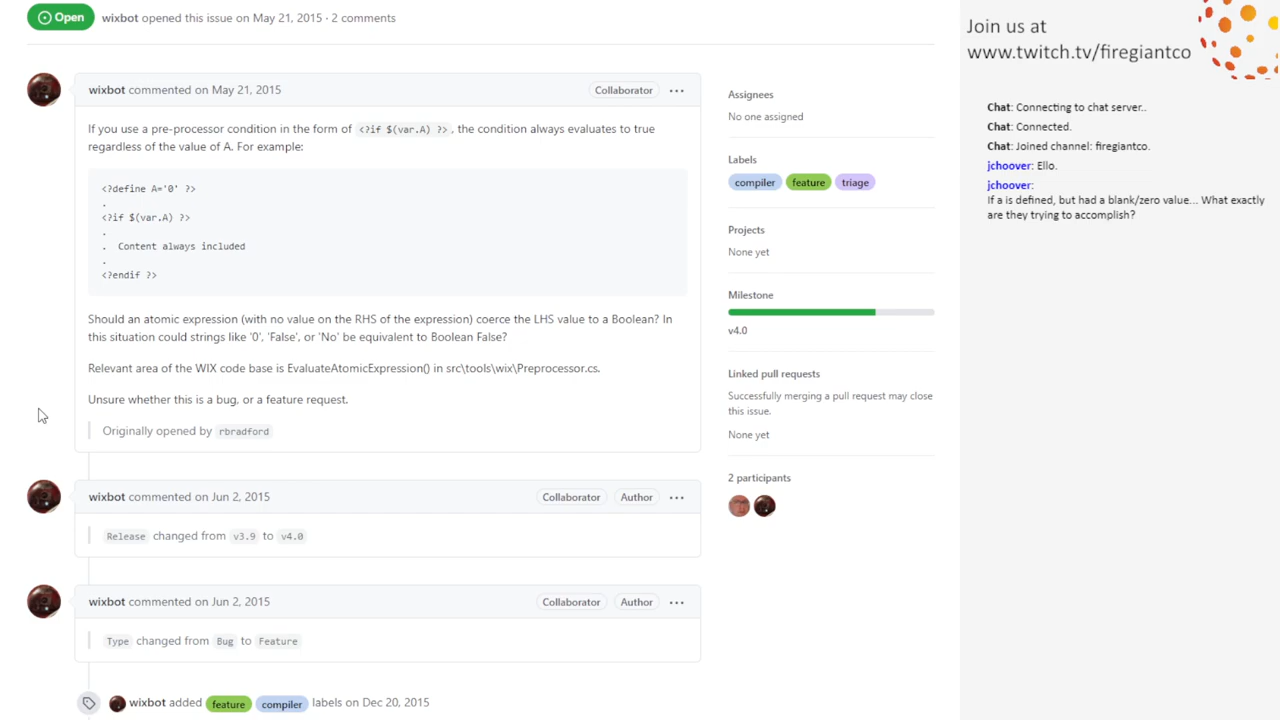 Open
wixbot opened this issue on May 21, 2015 · 2 comments
wixbot commented on May 21, 2015
Collaborator
If you use a pre-processor condition in the form of <?if $(var.A) ?>, the condition always evaluates to true
regardless of the value of A. For example:
<?define A='0' ?>
.
<?if $(var.A) ?>
.
. Content always included
.
<?endif ?>
Should an atomic expression (with no value on the RHS of the expression) coerce the LHS value to a Boolean? In
this situation could strings like '0', 'False', or 'No' be equivalent to Boolean False?
Relevant area of the WIX code base is EvaluateAtomicExpression() in src\tools\wix\Preprocessor.cs.
Unsure whether this is a bug, or a feature request.
Originally opened by rbradford
wixbot commented on Jun 2, 2015
Collaborator Author
Release changed from v3.9 to v4.0
wixbot commented on Jun 2, 2015
Collaborator Author
Type changed from Bug to Feature
wixbot added feature compiler labels on Dec 20, 2015
Assignees
No one assigned
Labels
compiler feature triage
Projects
None yet
Milestone
v4.0
Linked pull requests
Successfully merging a pull request may close
this issue.
None yet
2 participants
Join us at
www.twitch.tv/firegiantco
Chat: Connecting to chat server..
Chat: Connected.
Chat: Joined channel: firegiantco.
jchoover: Ello.
jchoover:
If a is defined, but had a blank/zero value... What exactly
are they trying to accomplish?